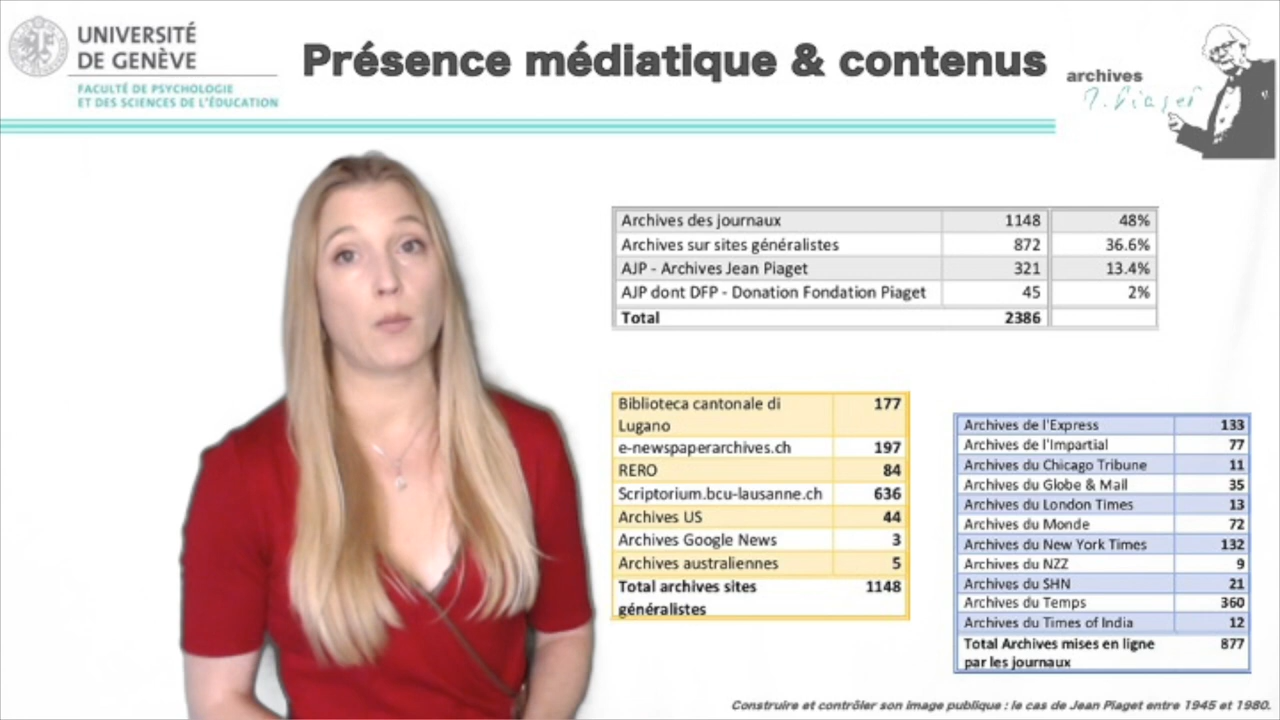 UNIVERSITÉ
DE GENÈVE
FACULTÉ DE PSYCHOLOGIE
ET DES SCIENCES DE L'ÉDUCATION
Présence médiatique & contenus
archives
J. Piaget
Archives des journaux 1148 48%
Archives sur sites généralistes 872 36.6%
AJP - Archives Jean Piaget 321 13.4%
AJP dont DFP - Donation Fondation Piaget 45 2%
Total 2386
Biblioteca cantonale di 177
Lugano
e-newspaperarchives.ch 197
RERO 84
Scriptorium.bcu-lausanne.ch 636
Archives US 44
Archives Google News 3
Archives australiennes 5
Total archives sites 1148
généralistes
Archives de l'Express 133
Archives de l'Impartial 77
Archives du Chicago Tribune 11
Archives du Globe & Mail 35
Archives du London Times 13
Archives du Monde 72
Archives du New York Times 132
Archives du NZZ 9
Archives du SHN 21
Archives du Temps 360
Archives du Times of India 12
Total Archives mises en ligne 877
par les journaux
Construire et contrôler son image publique : le cas de Jean Piaget entre 1945 et 1980.